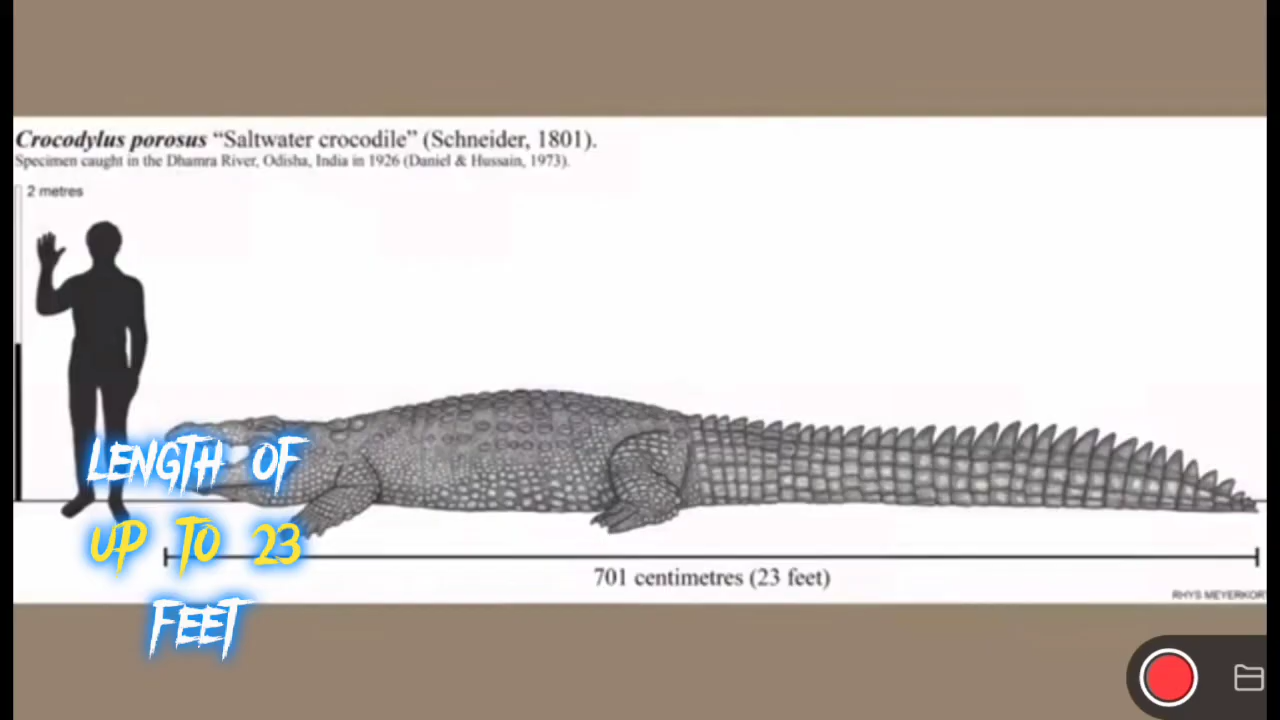 Crocodylus porosus “Saltwater crocodile” (Schneider, 1801).
Specimen caught in the Dhamra River, Odisha, India in 1926 (Daniel & Hussain, 1973).
2 metres
LENGTH OF
UP TO 23
FEET
701 centimetres (23 feet)
RHYS MEYERKOR